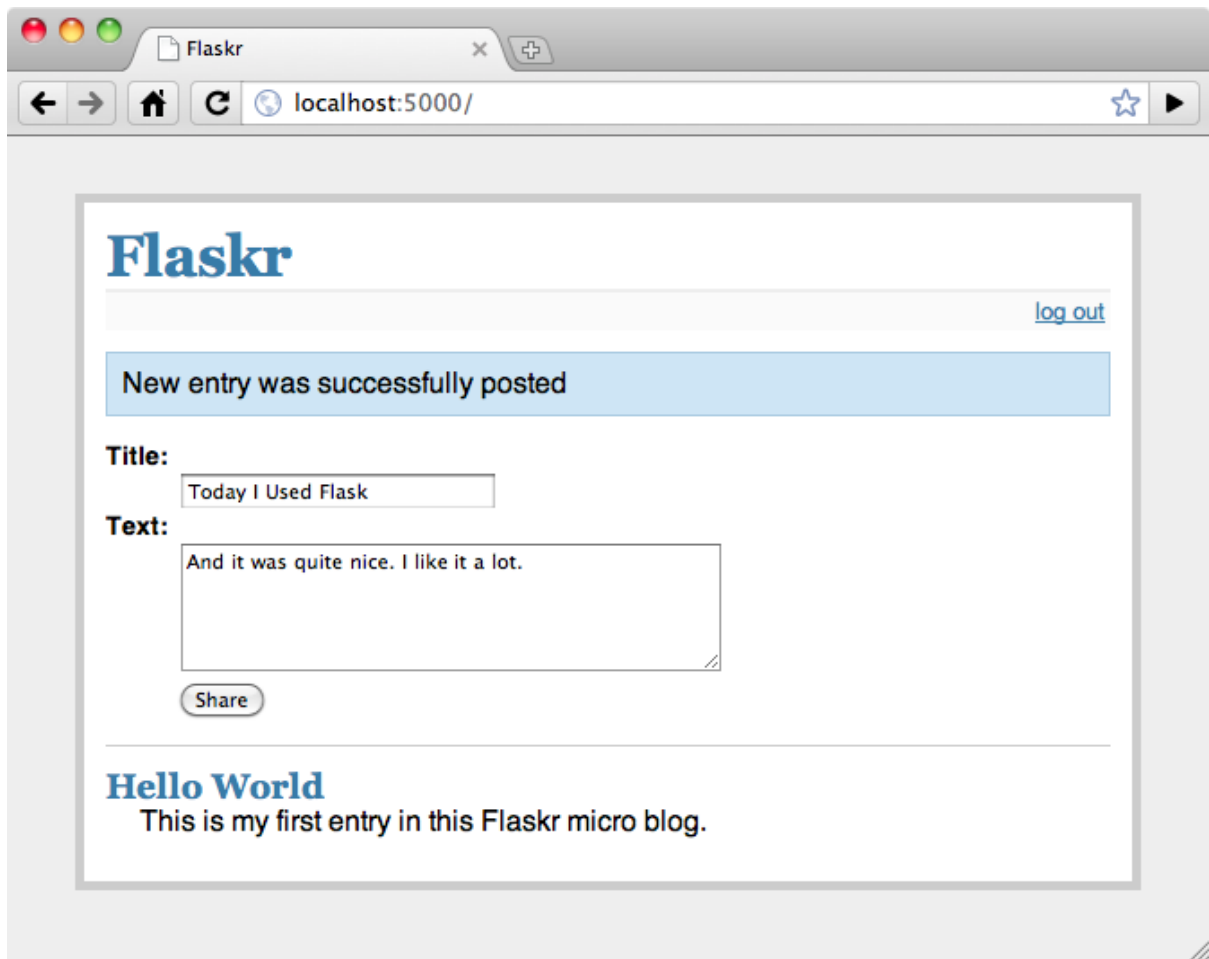 Flaskr
localhost:5000/
Flaskr
log out
New entry was successfully posted
Title:
Today I Used Flask
Text:
And it was quite nice. I like it a lot.
Share
Hello World
This is my first entry in this Flaskr micro blog.